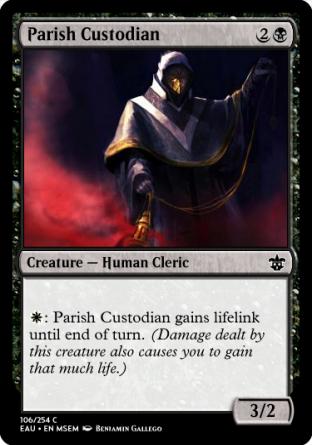 Parish Custodian 2
Creature — Human Cleric
: Parish Custodian gains lifelink
until end of turn. (Damage dealt by
this creature also causes you to gain
that much life.)
3/2
106/254 C
EAU • EN MSEM Benjamin Gallego